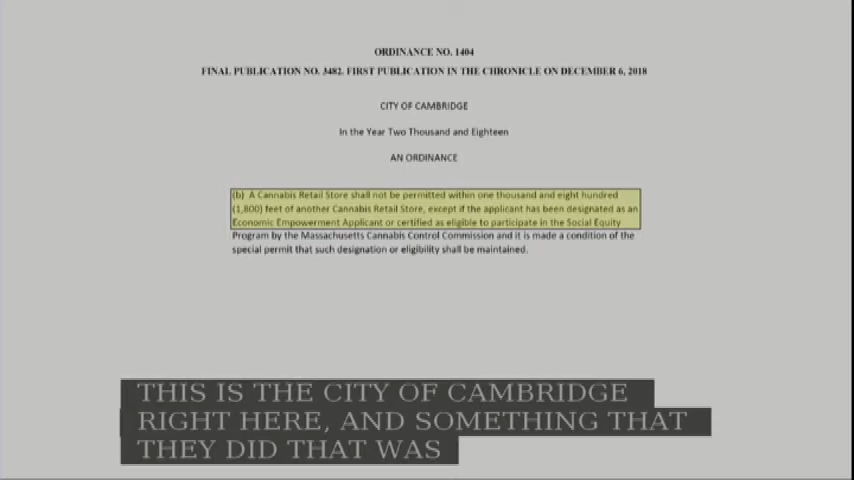 ORDINANCE NO. 1404
FINAL PUBLICATION NO. 3482. FIRST PUBLICATION IN THE CHRONICLE ON DECEMBER 6, 2018
CITY OF CAMBRIDGE
In the Year Two Thousand and Eighteen
AN ORDINANCE
(b) A Cannabis Retail Store shall not be permitted within one thousand and eight hundred
(1,800) feet of another Cannabis Retail Store, except if the applicant has been designated as an
Economic Empowerment Applicant or certified as eligible to participate in the Social Equity
Program by the Massachusetts Cannabis Control Commission and it is made a condition of the
special permit that such designation or eligibility shall be maintained.
THIS IS THE CITY OF CAMBRIDGE
RIGHT HERE, AND SOMETHING THAT
THEY DID THAT WAS